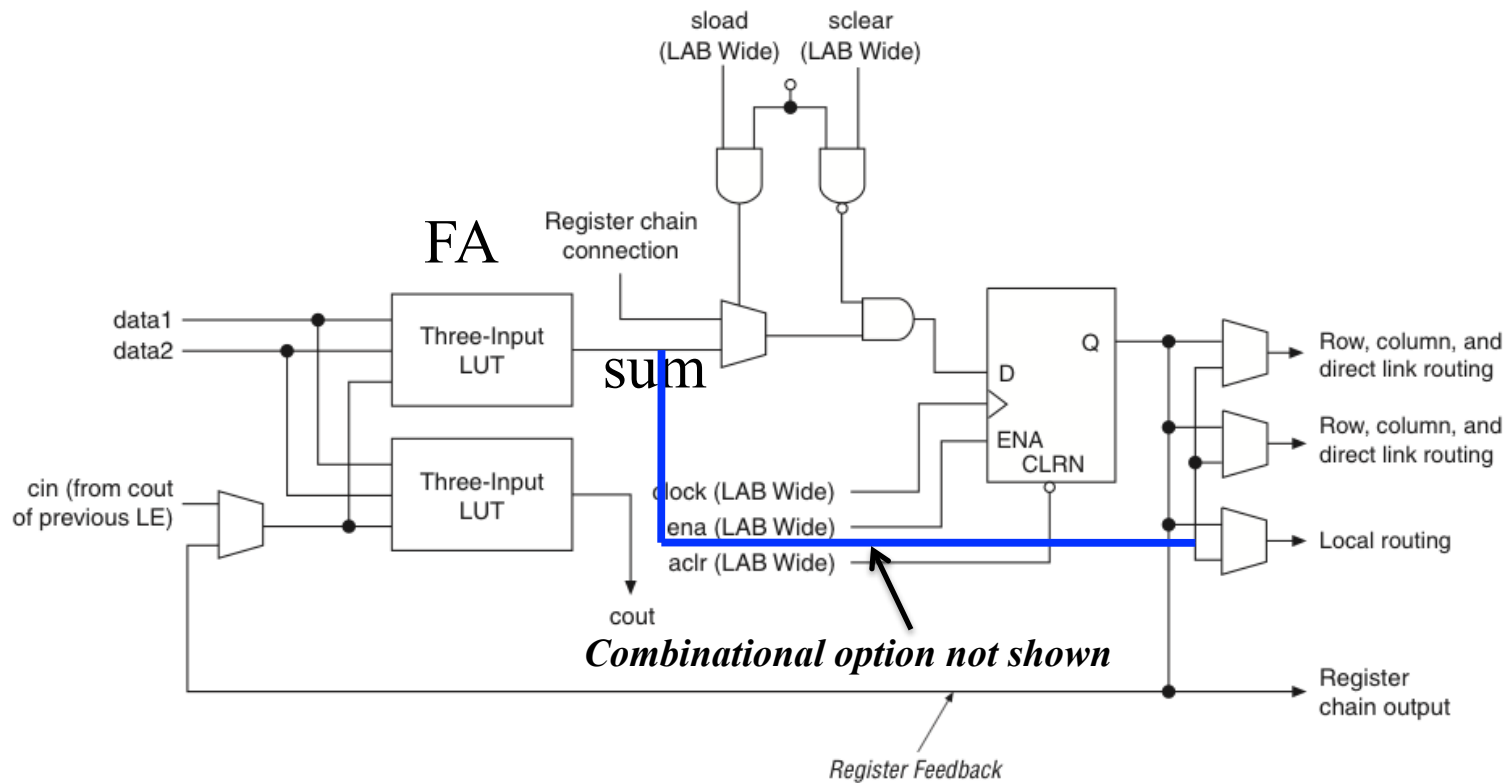 sload
(LAB Wide)
sclear
(LAB Wide)
FA
Register chain
connection
data1
data2
Three-Input
LUT
sum
Three-Input
LUT
cin (from cout
of previous LE)
cout
Q
D
ENA
CLRN
clock (LAB Wide)
ena (LAB Wide)
aclr (LAB Wide)
Row, column, and
direct link routing
Row, column, and
direct link routing
Local routing
Combinational option not shown
Register
chain output
Register Feedback